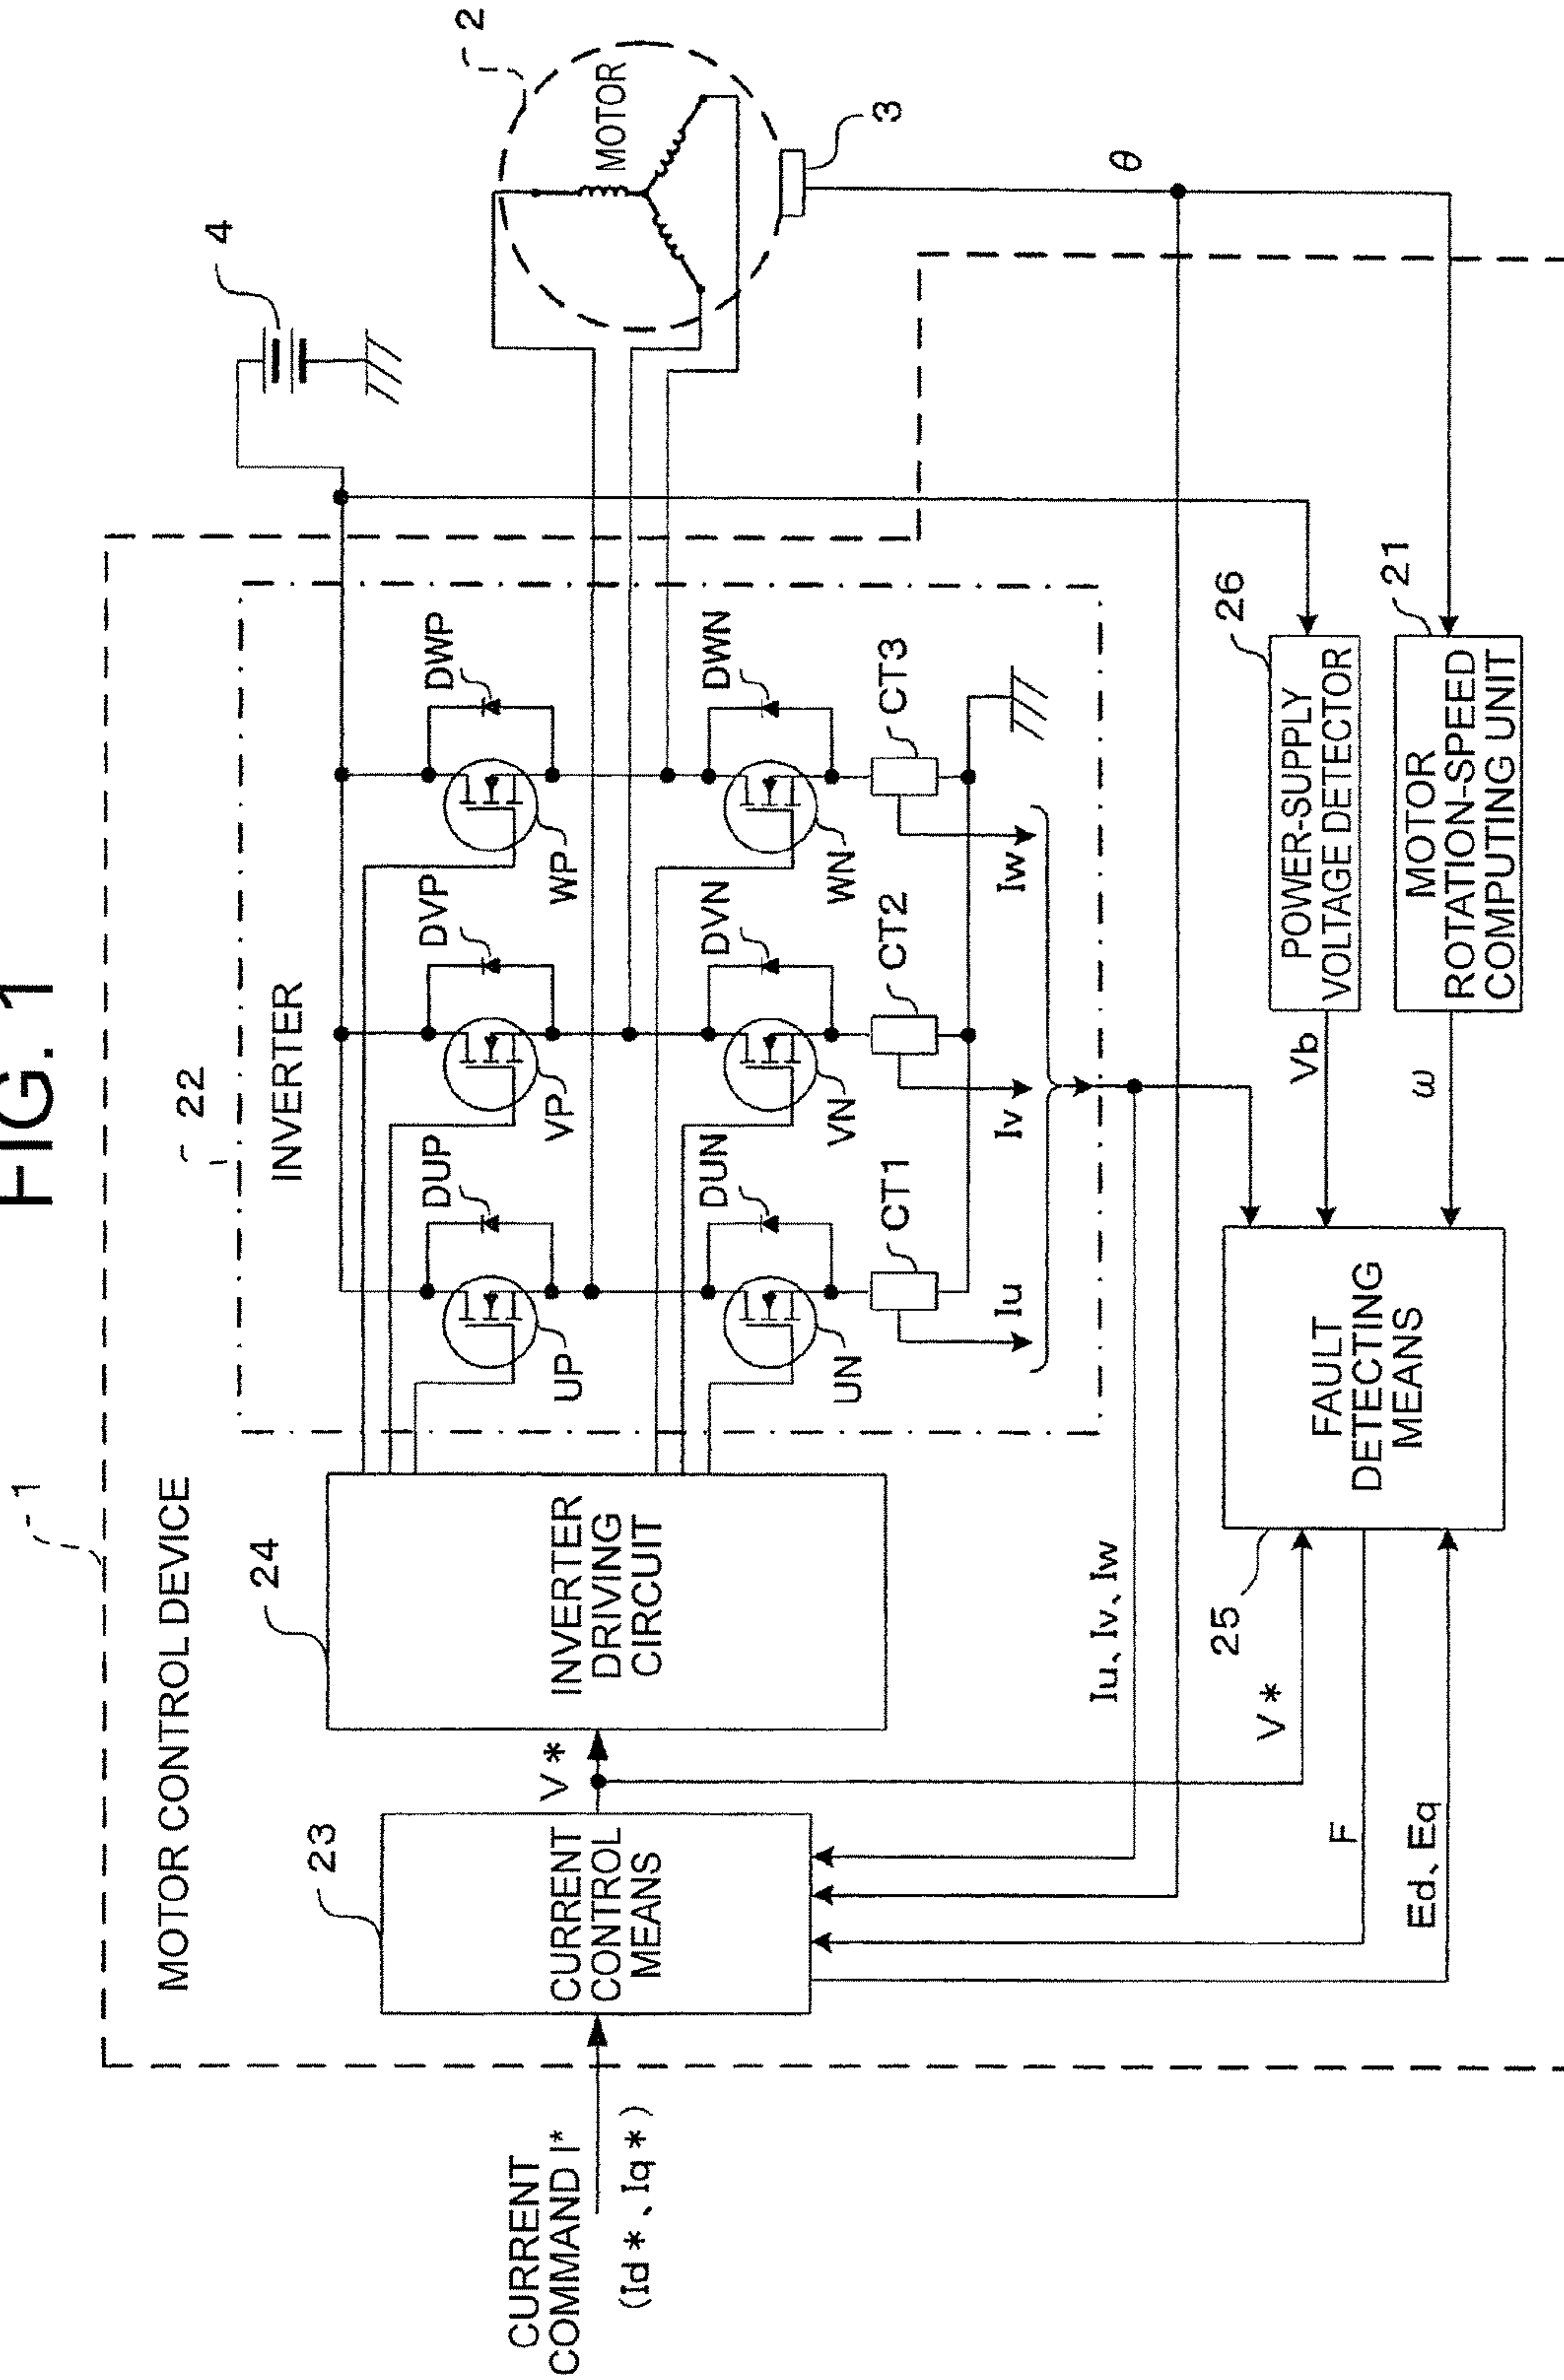 FIG. 1
1
MOTOR CONTROL DEVICE
22
INVERTER
4
2
MOTOR
3
θ
24
INVERTER
DRIVING
CIRCUIT
DUP
DVP
DWP
UP
VP
WP
DUN
DVN
DWN
UN
VN
WN
CT1
CT2
CT3
Iu
Iv
Iw
23
CURRENT
CONTROL
MEANS
V*
CURRENT
COMMAND I*
(Id*、Iq*)
Iu、Iv、Iw
26
POWER-SUPPLY
VOLTAGE DETECTOR
Vb
21
MOTOR
ROTATION-SPEED
COMPUTING UNIT
ω
25
FAULT
DETECTING
MEANS
V*
F
Ed、Eq